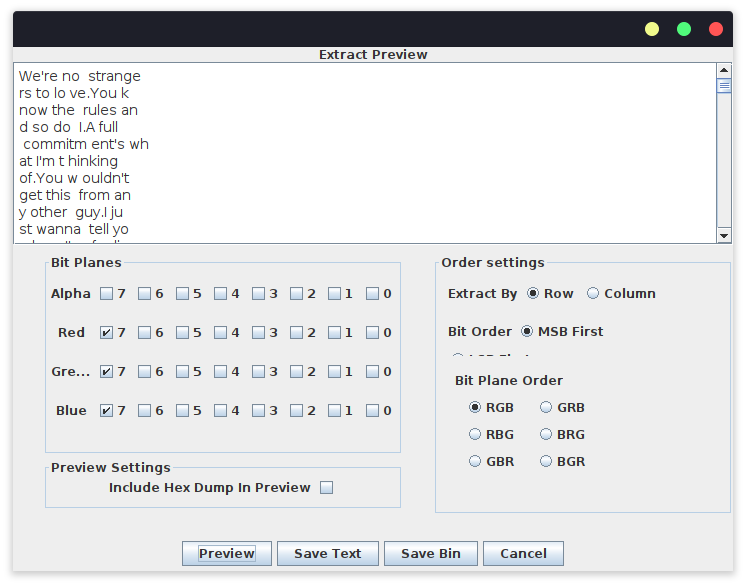 Extract Preview
We're no  strange
rs to lo ve.You k
now the  rules an
d so do  I.A full
 commitm ent's wh
at I'm t hinking
of.You w ouldn't
get this  from an
y other  guy.I ju
st wanna  tell yo
Bit Planes
Alpha 7 6 5 4 3 2 1 0
Red 7 6 5 4 3 2 1 0
Gre... 7 6 5 4 3 2 1 0
Blue 7 6 5 4 3 2 1 0
Preview Settings
Include Hex Dump In Preview
Order settings
Extract By Row Column
Bit Order MSB First
Bit Plane Order
RGB GRB
RBG BRG
GBR BGR
Preview Save Text Save Bin Cancel